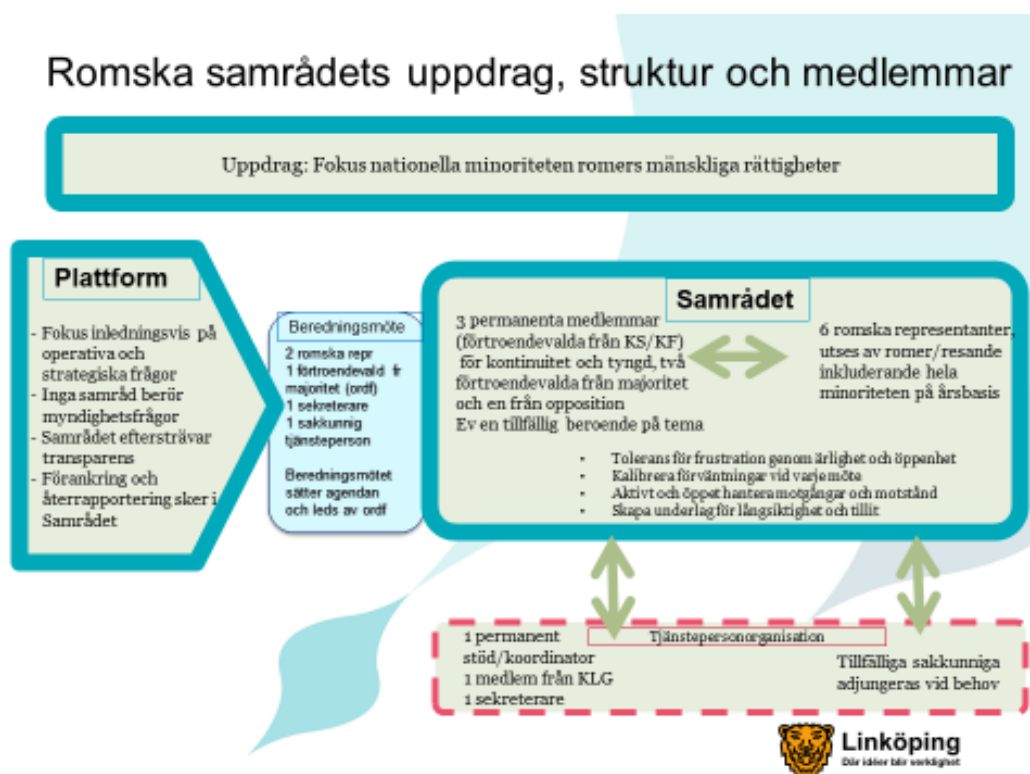 Romska samrådets uppdrag, struktur och medlemmar
Uppdrag: Fokus nationella minoriteten romers mänskliga rättigheter
Plattform
- Fokus inledningsvis på
operativa och
strategiska frågor
- Inga samråd berör
myndighetsfrågor
- Samrådet eftersträvar
transparens
- Förankring och
återrapportering sker i
Samrådet
Beredningsmöte
2 romska repr
1 förtroendevald fr
majoritet (ordf)
1 sekreterare
1 sakkunnig
tjänsteperson
Beredningsmötet
sätter agendan
och leds av ordf
Samrådet
3 permanenta medlemmar
(förtroendevalda från KS/KF)
för kontinuitet och tyngd, två
förtroendevalda från majoritet
och en från opposition
Ev en tillfällig beroende på tema
6 romska representanter,
utses av romer/resande
inkluderande hela
minoriteten på årsbasis
• Tolerans för frustration genom ärlighet och öppenhet
• Kalibrera förväntningar vid varje möte
• Aktivt och öppet hantera motgångar och motstånd
• Skapa underlag för långsiktighet och tillit
Tjänstepersonorganisation
1 permanent
stöd/koordinator
1 medlem från KLG
1 sekreterare
Tillfälliga sakkunniga
adjungeras vid behov
Linköping
Där idéer blir verklighet